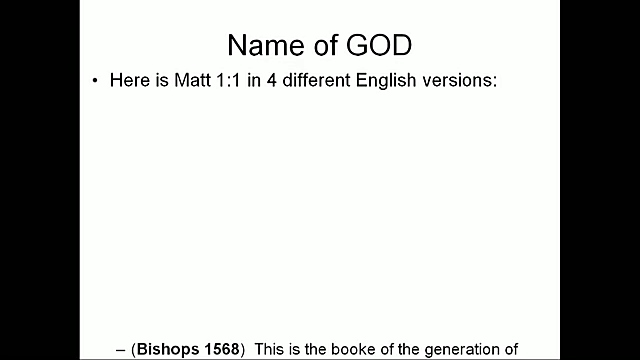 Name of GOD
• Here is Matt 1:1 in 4 different English versions:
– (Bishops 1568)  This is the booke of the generation of